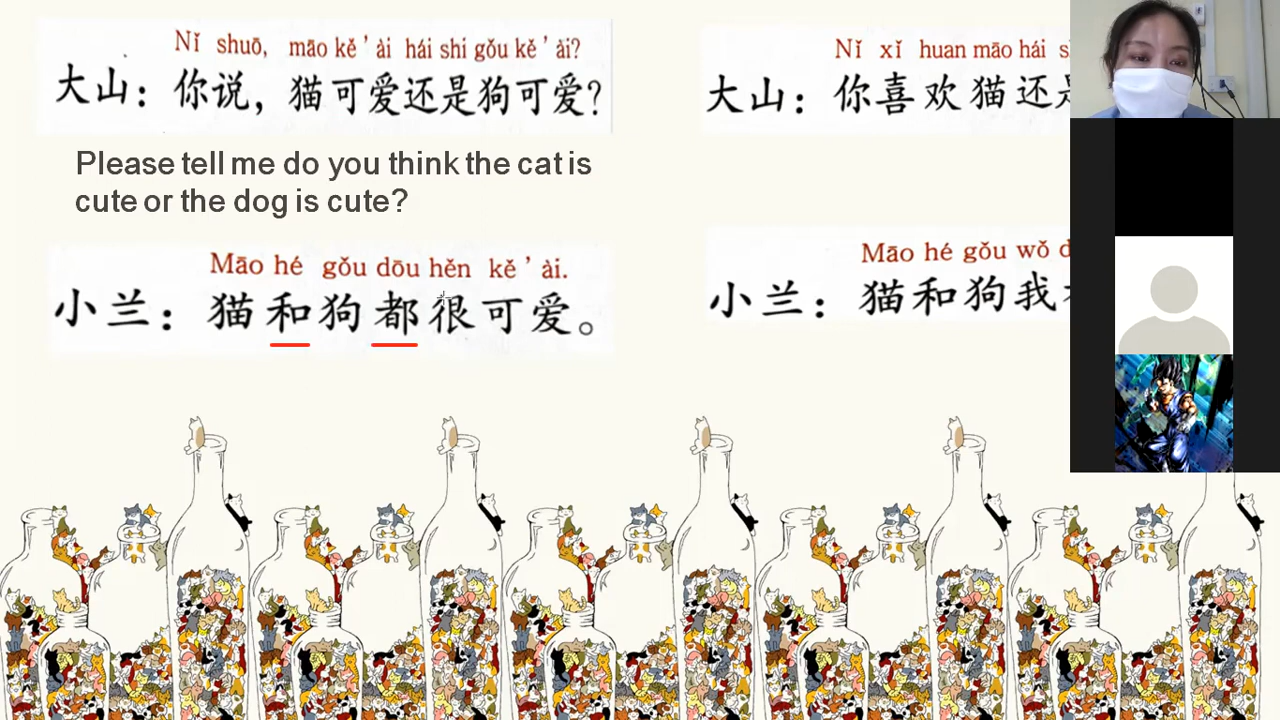 Nǐ shuō, māo kě'ài hái shi gǒu kě'ài?
大山：你说，猫可爱还是狗可爱？
Please tell me do you think the cat is
cute or the dog is cute?
Māo hé gǒu dōu hěn kě'ài.
小兰：猫和狗都很可爱。
Nǐ xǐ huan māo hái
大山：你喜欢猫还
Māo hé gǒu wǒ
小兰：猫和狗我